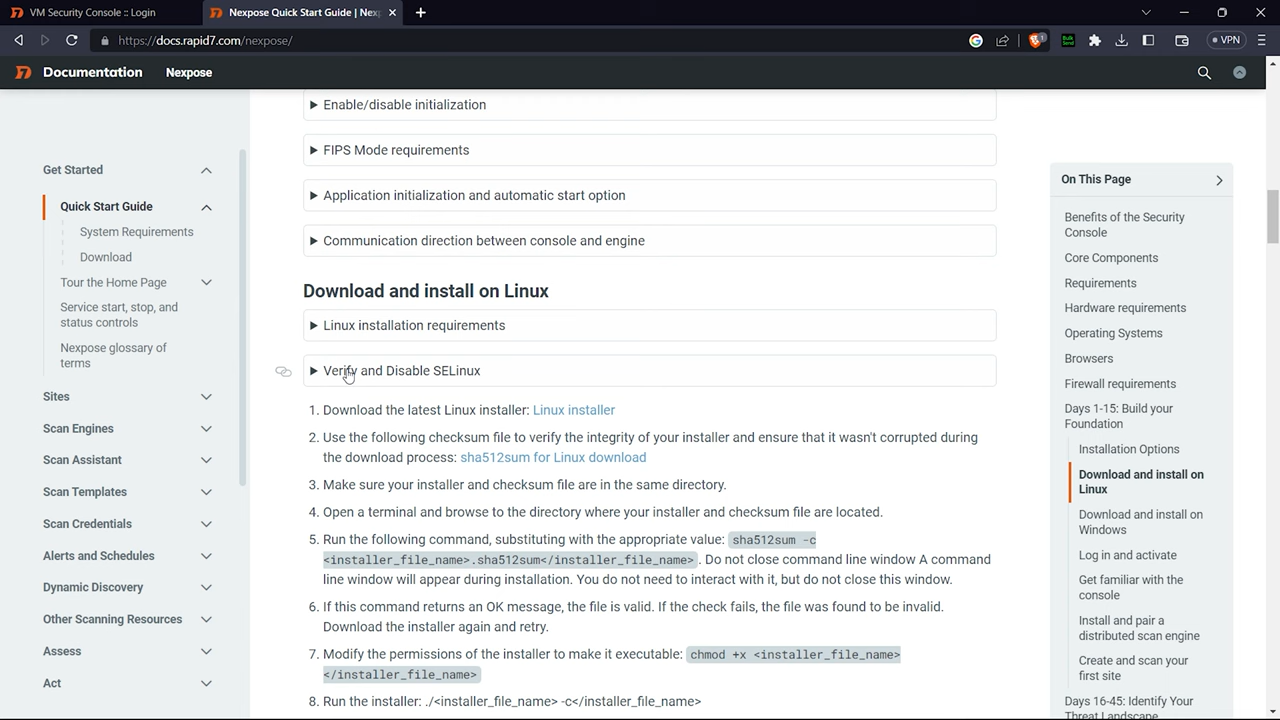 VM Security Console :: Login
Nexpose Quick Start Guide | Nex
https://docs.rapid7.com/nexpose/
1
Bulk
Send
VPN
Documentation
Nexpose
Get Started
Quick Start Guide
System Requirements
Download
Tour the Home Page
Service start, stop, and
status controls
Nexpose glossary of
terms
Sites
Scan Engines
Scan Assistant
Scan Templates
Scan Credentials
Alerts and Schedules
Dynamic Discovery
Other Scanning Resources
Assess
Act
Enable/disable initialization
FIPS Mode requirements
Application initialization and automatic start option
Communication direction between console and engine
Download and install on Linux
Linux installation requirements
Verify and Disable SELinux
1. Download the latest Linux installer: Linux installer
2. Use the following checksum file to verify the integrity of your installer and ensure that it wasn't corrupted during
the download process: sha512sum for Linux download
3. Make sure your installer and checksum file are in the same directory.
4. Open a terminal and browse to the directory where your installer and checksum file are located.
5. Run the following command, substituting with the appropriate value: sha512sum -c
<installer_file_name>.sha512sum</installer_file_name> . Do not close command line window A command
line window will appear during installation. You do not need to interact with it, but do not close this window.
6. If this command returns an OK message, the file is valid. If the check fails, the file was found to be invalid.
Download the installer again and retry.
7. Modify the permissions of the installer to make it executable: chmod +x <installer_file_name>
</installer_file_name>
8. Run the installer: ./<installer_file_name> -c</installer_file_name>
On This Page
Benefits of the Security
Console
Core Components
Requirements
Hardware requirements
Operating Systems
Browsers
Firewall requirements
Days 1-15: Build your
Foundation
Installation Options
Download and install on
Linux
Download and install on
Windows
Log in and activate
Get familiar with the
console
Install and pair a
distributed scan engine
Create and scan your
first site
Days 16-45: Identify Your
Threat Landscape